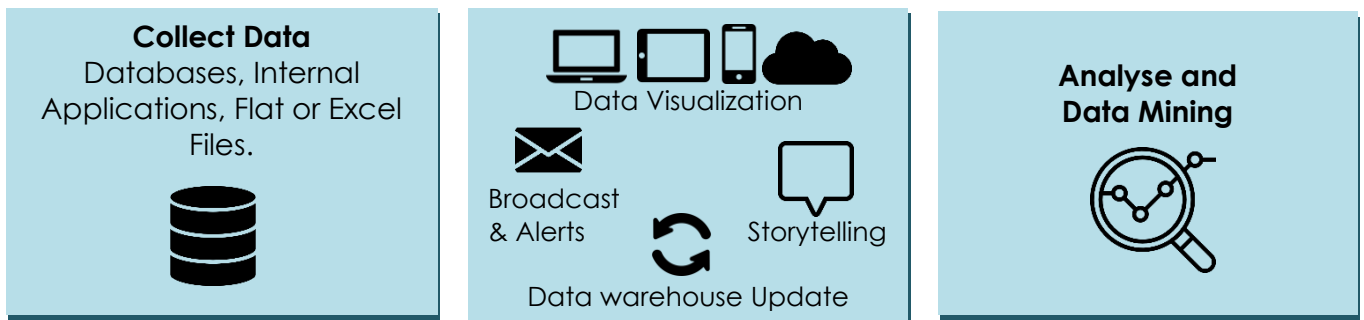 Collect Data
Databases, Internal
Applications, Flat or Excel
Files.
Data Visualization
Broadcast
& Alerts
Storytelling
Data warehouse Update
Analyse and
Data Mining